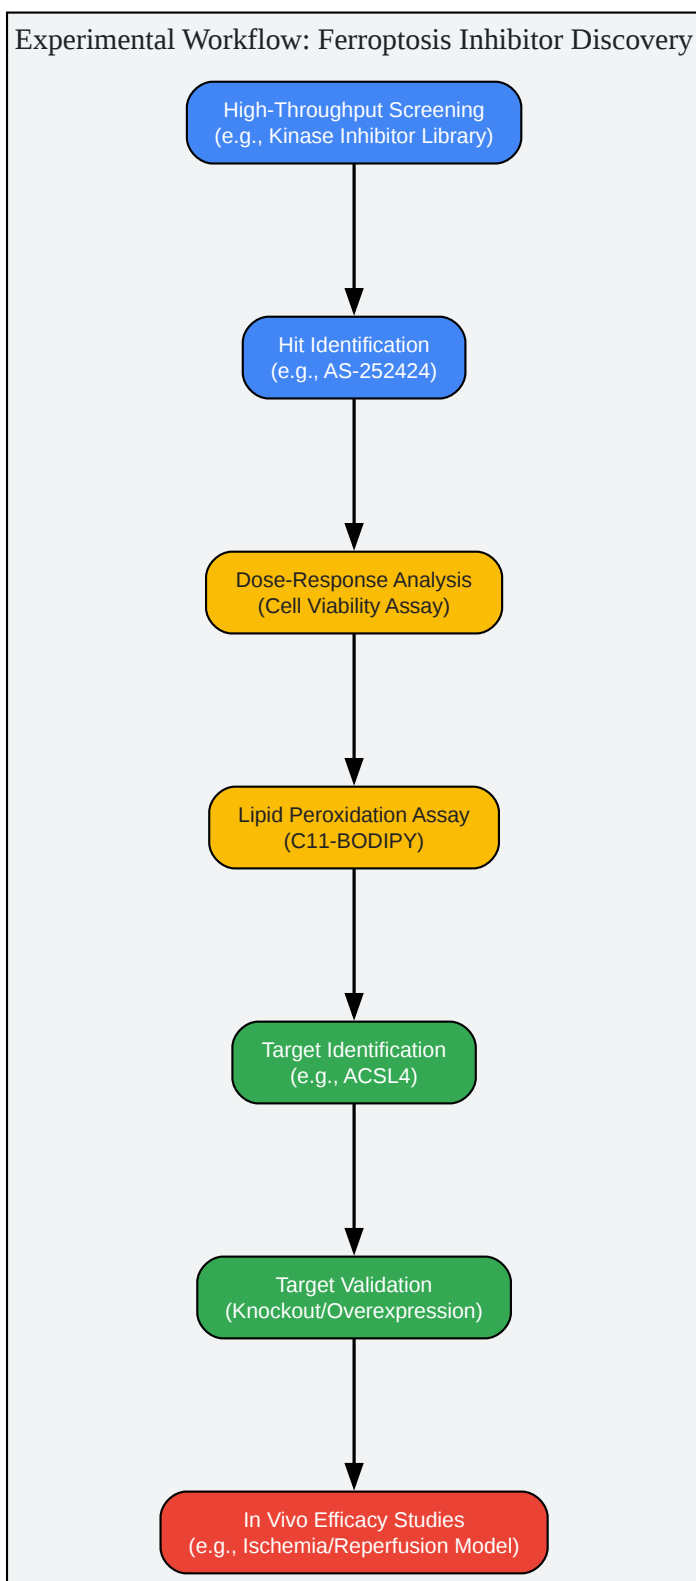 Experimental Workflow: Ferroptosis Inhibitor Discovery
High-Throughput Screening
(e.g., Kinase Inhibitor Library)
Hit Identification
(e.g., AS-252424)
Dose-Response Analysis
(Cell Viability Assay)
Lipid Peroxidation Assay
(C11-BODIPY)
Target Identification
(e.g., ACSL4)
Target Validation
(Knockout/Overexpression)
In Vivo Efficacy Studies
(e.g., Ischemia/Reperfusion Model)